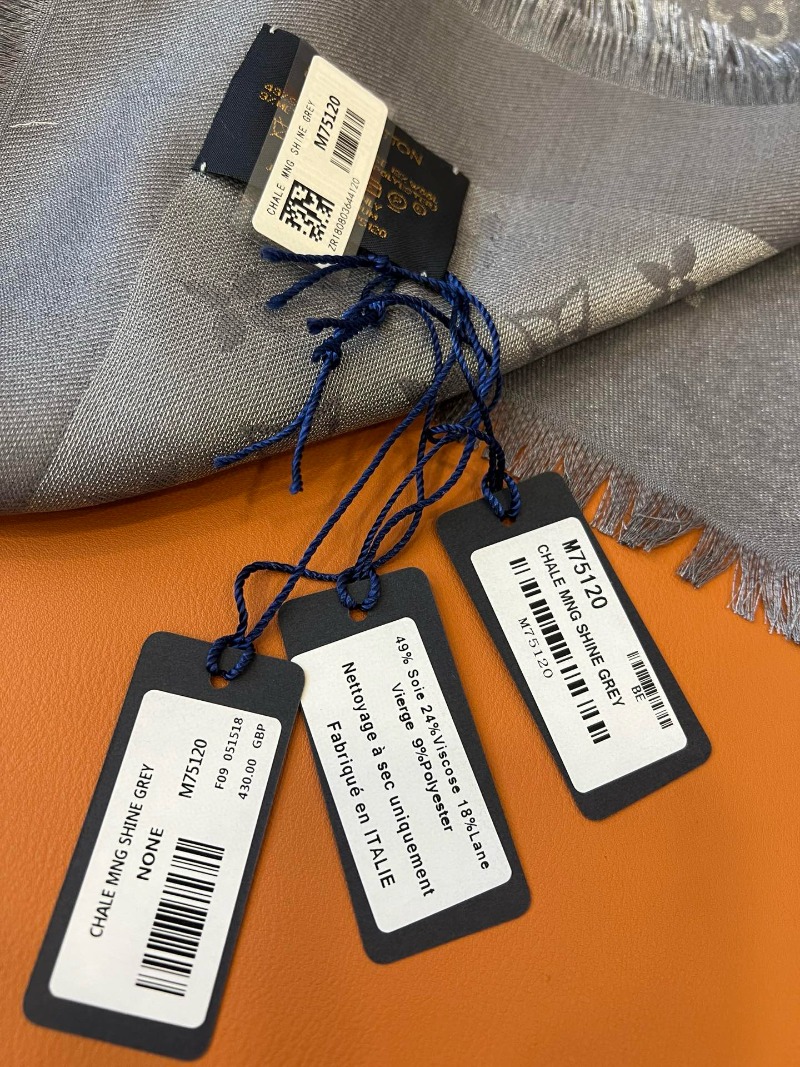 CHALE MNG SHINE GREY
M75120
ZR180803644120
M75120
CHALE MNG SHINE GREY
M75120
BE
49% Soie 24%Viscose 18%Lane
Vierge 9%Polyester
Nettoyage à sec uniquement
Fabriqué en ITALIE
CHALE MNG SHINE GREY
NONE
M75120
F09 051518
430.00 GBP